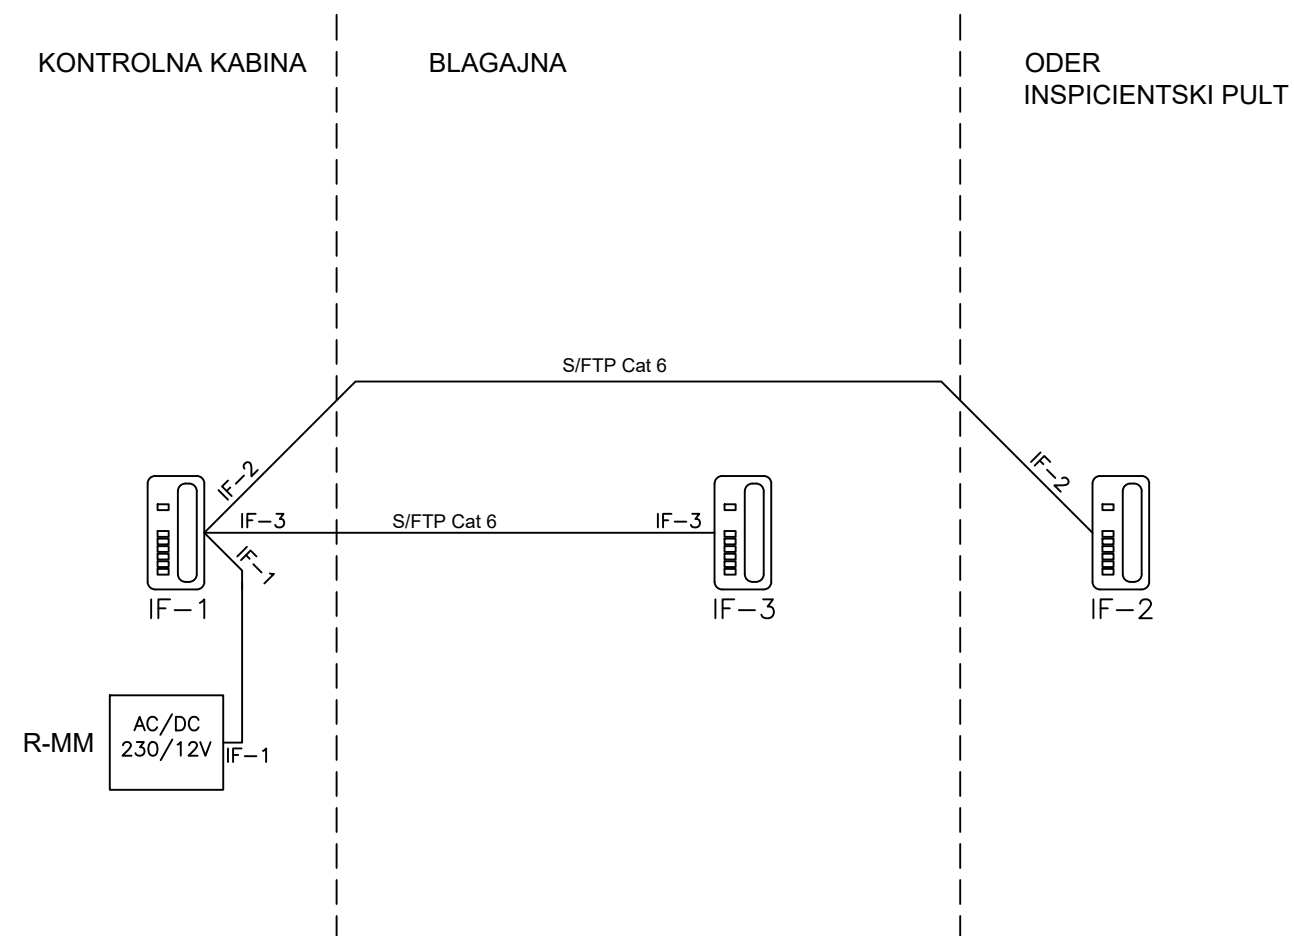 KONTROLNA KABINA
BLAGAJNA
ODER
INSPICIENTSKI PULT
S/FTP Cat 6
IF-2
IF-2
IF-3
S/FTP Cat 6
IF-3
IF-1
IF-1
IF-3
IF-2
R-MM
AC/DC
230/12V
IF-1